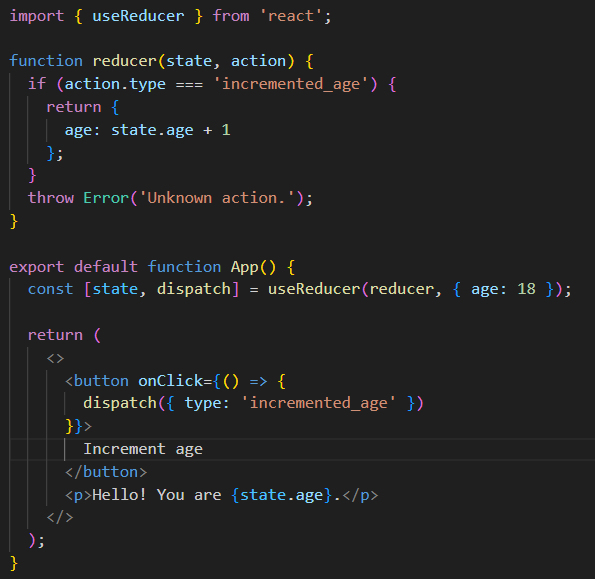 import { useReducer } from 'react';

function reducer(state, action) {
  if (action.type === 'incremented_age') {
    return {
      age: state.age + 1
    };
  }
  throw Error('Unknown action.');
}

export default function App() {
  const [state, dispatch] = useReducer(reducer, { age: 18 });

  return (
    <>
      <button onClick={() => {
        dispatch({ type: 'incremented_age' })
      }}>
        Increment age
      </button>
      <p>Hello! You are {state.age}.</p>
    </>
  );
}